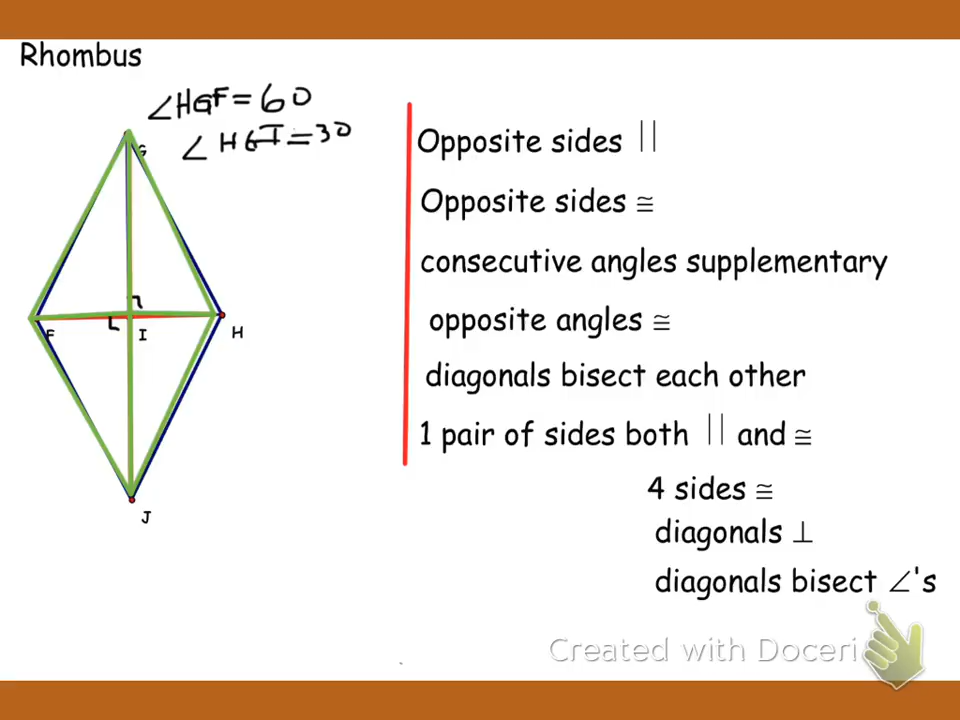 Rhombus
∠HGF = 60
∠HGI = 30
G
F
I
H
J
Opposite sides ||
Opposite sides ≅
consecutive angles supplementary
opposite angles ≅
diagonals bisect each other
1 pair of sides both || and ≅
4 sides ≅
diagonals ⊥
diagonals bisect ∠'s
Created with Doceri